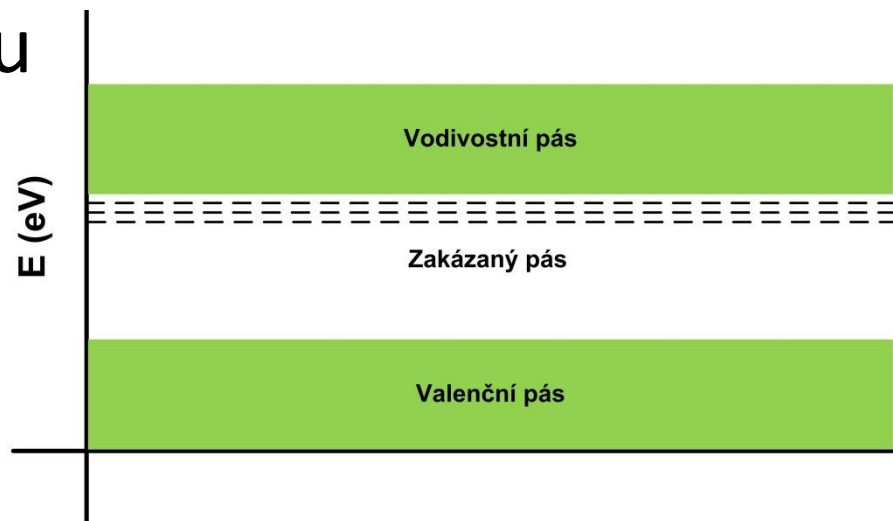 u
Vodivostní pás
E (eV)
Zakázaný pás
Valenční pás